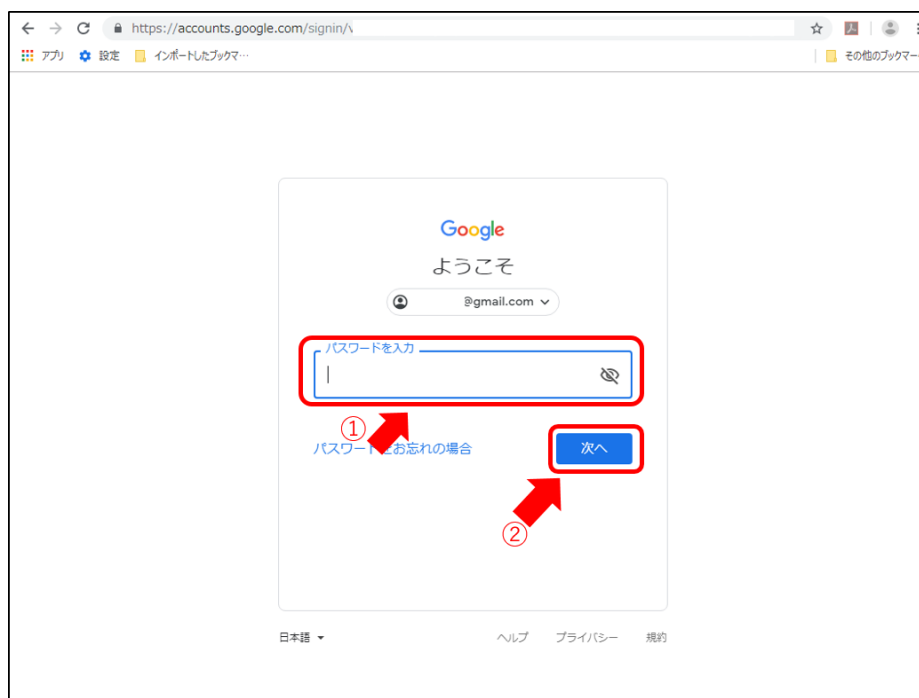 https://accounts.google.com/signin/v
アプリ 設定 インポートしたブックマ… その他のブックマー
Google
ようこそ
@gmail.com
パスワードを入力
①
パスワードをお忘れの場合 次へ
②
日本語 ヘルプ プライバシー 規約